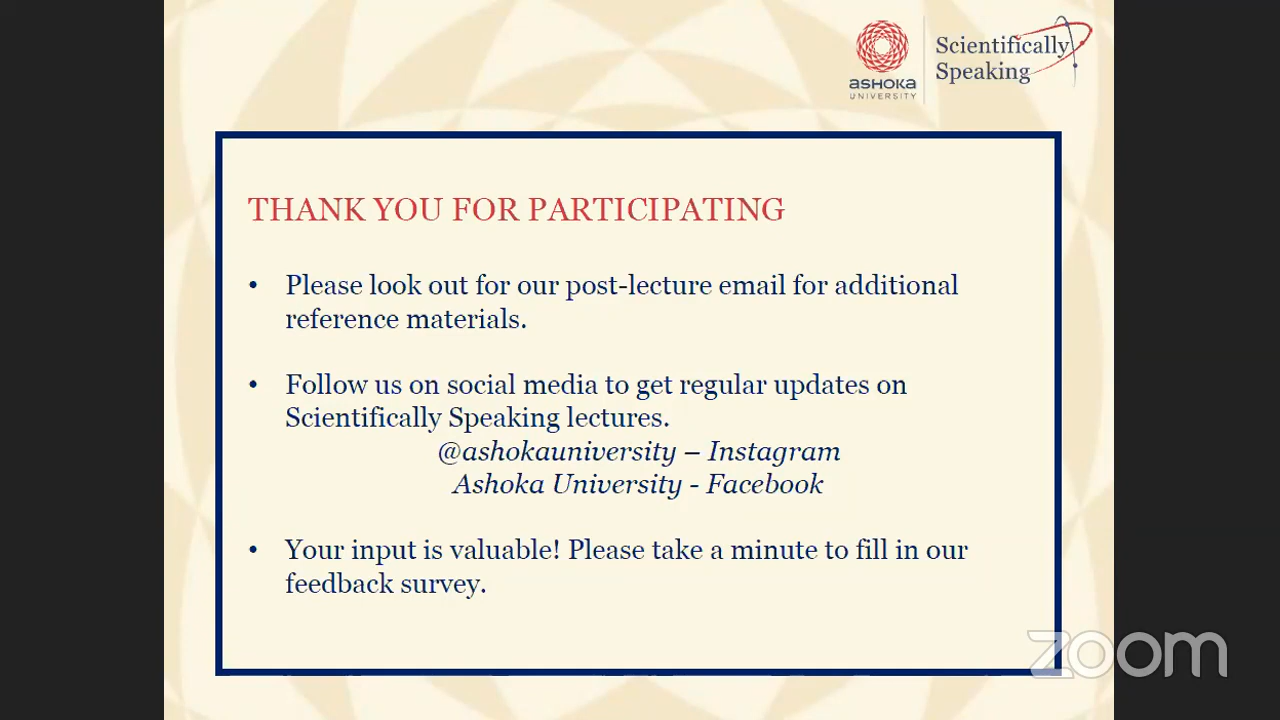 ASHOKA
UNIVERSITY
Scientifically
Speaking
THANK YOU FOR PARTICIPATING
• Please look out for our post-lecture email for additional
reference materials.
• Follow us on social media to get regular updates on
Scientifically Speaking lectures.
@ashokauniversity – Instagram
Ashoka University - Facebook
• Your input is valuable! Please take a minute to fill in our
feedback survey.
zoom